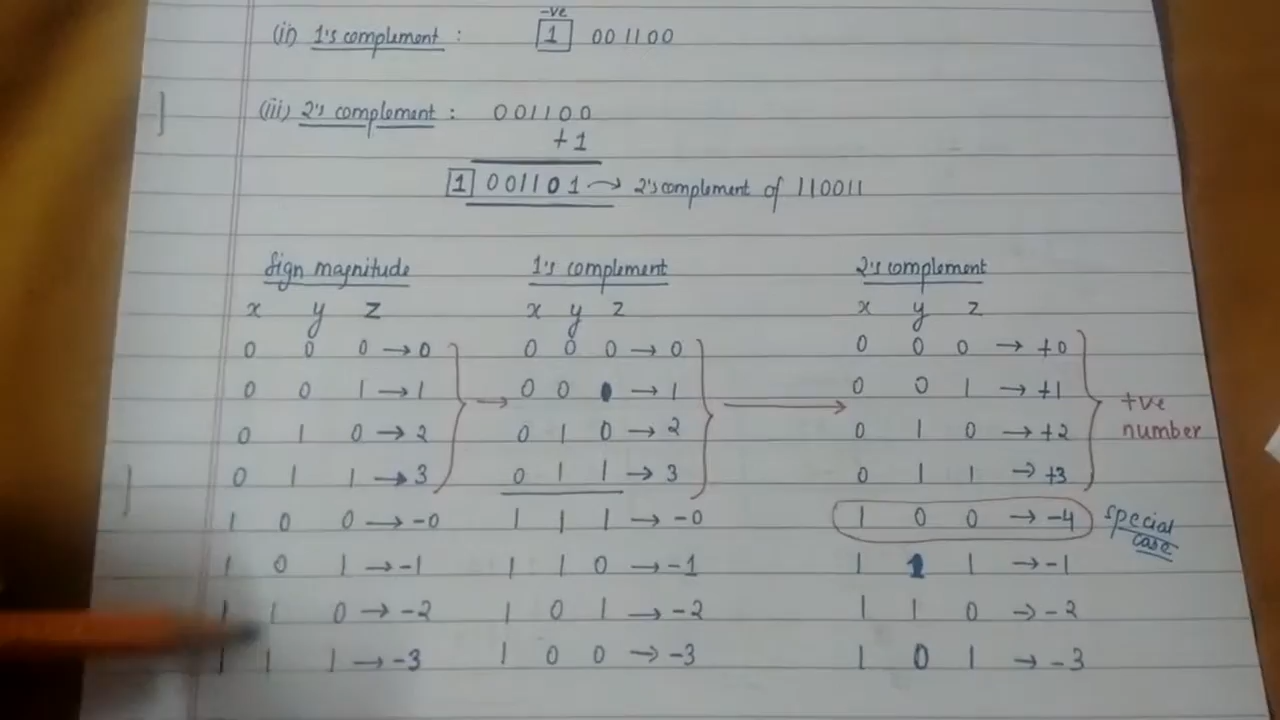 -ve
(ii) 1's complement : 1 001100
(iii) 2's complement : 001100
+1
1 001101 → 2's complement of 110011
Sign magnitude 1's complement 2's complement
x y z x y z x y z
0 0 0 → 0 0 0 0 → 0 0 0 0 → +0
0 0 1 → 1 0 0 1 → 1 0 0 1 → +1
0 1 0 → 2 0 1 0 → 2 0 1 0 → +2
0 1 1 → 3 0 1 1 → 3 0 1 1 → +3
+ve
number
1 0 0 → -0 1 1 1 → -0 1 0 0 → -4 special
case
1 0 1 → -1 1 1 0 → -1 1 1 1 → -1
1 1 0 → -2 1 0 1 → -2 1 1 0 → -2
1 1 1 → -3 1 0 0 → -3 1 0 1 → -3